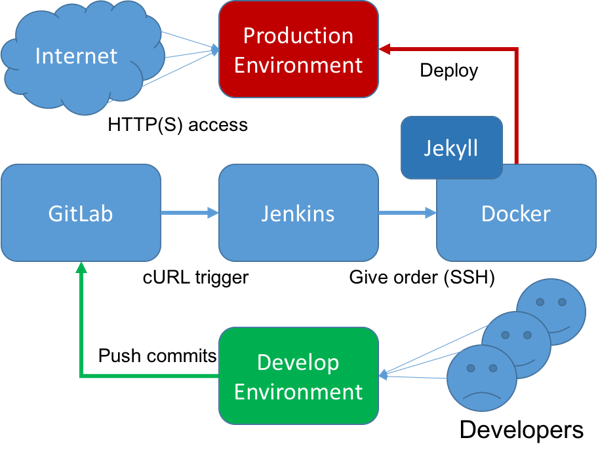 Internet
Production
Environment
Deploy
HTTP(S) access
Jekyll
GitLab
Jenkins
Docker
cURL trigger
Give order (SSH)
Push commits
Develop
Environment
Developers